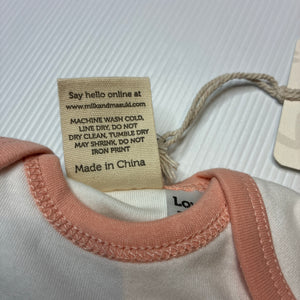 Say hello online at
www.milkandmasuki.com
MACHINE WASH COLD,
LINE DRY, DO NOT
DRY CLEAN, TUMBLE DRY
MAY SHRINK, DO NOT
IRON PRINT
Made in China